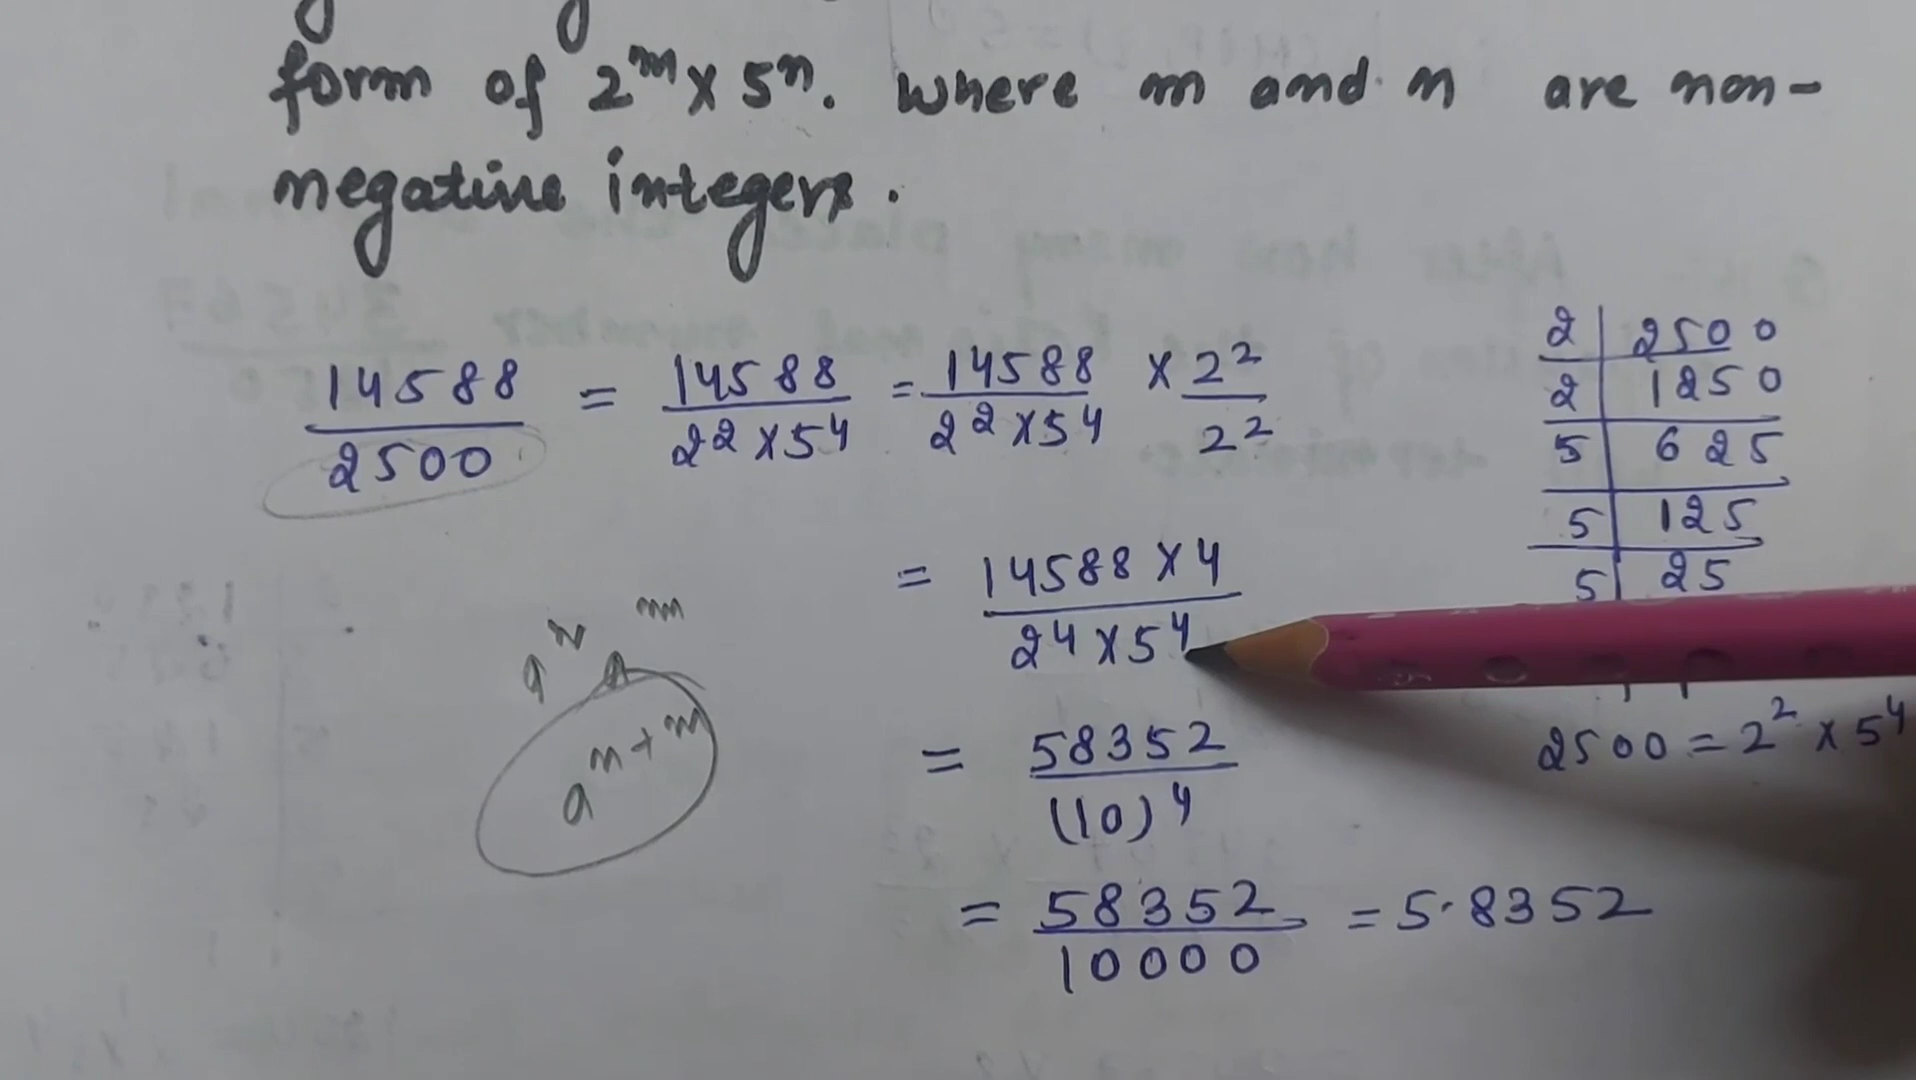 form of 2^m × 5^n. where m and n are non-
negative integers.
14588/2500 = 14588/2^2×5^4 = 14588/2^2×5^4 × 2^2/2^2
= 14588×4/2^4×5^4
= 58352/(10)^4
= 58352/10000 = 5.8352
a^n a^m
a^n+m
2 | 2500
2 | 1250
5 | 625
5 | 125
5 | 25
2500 = 2^2 × 5^4